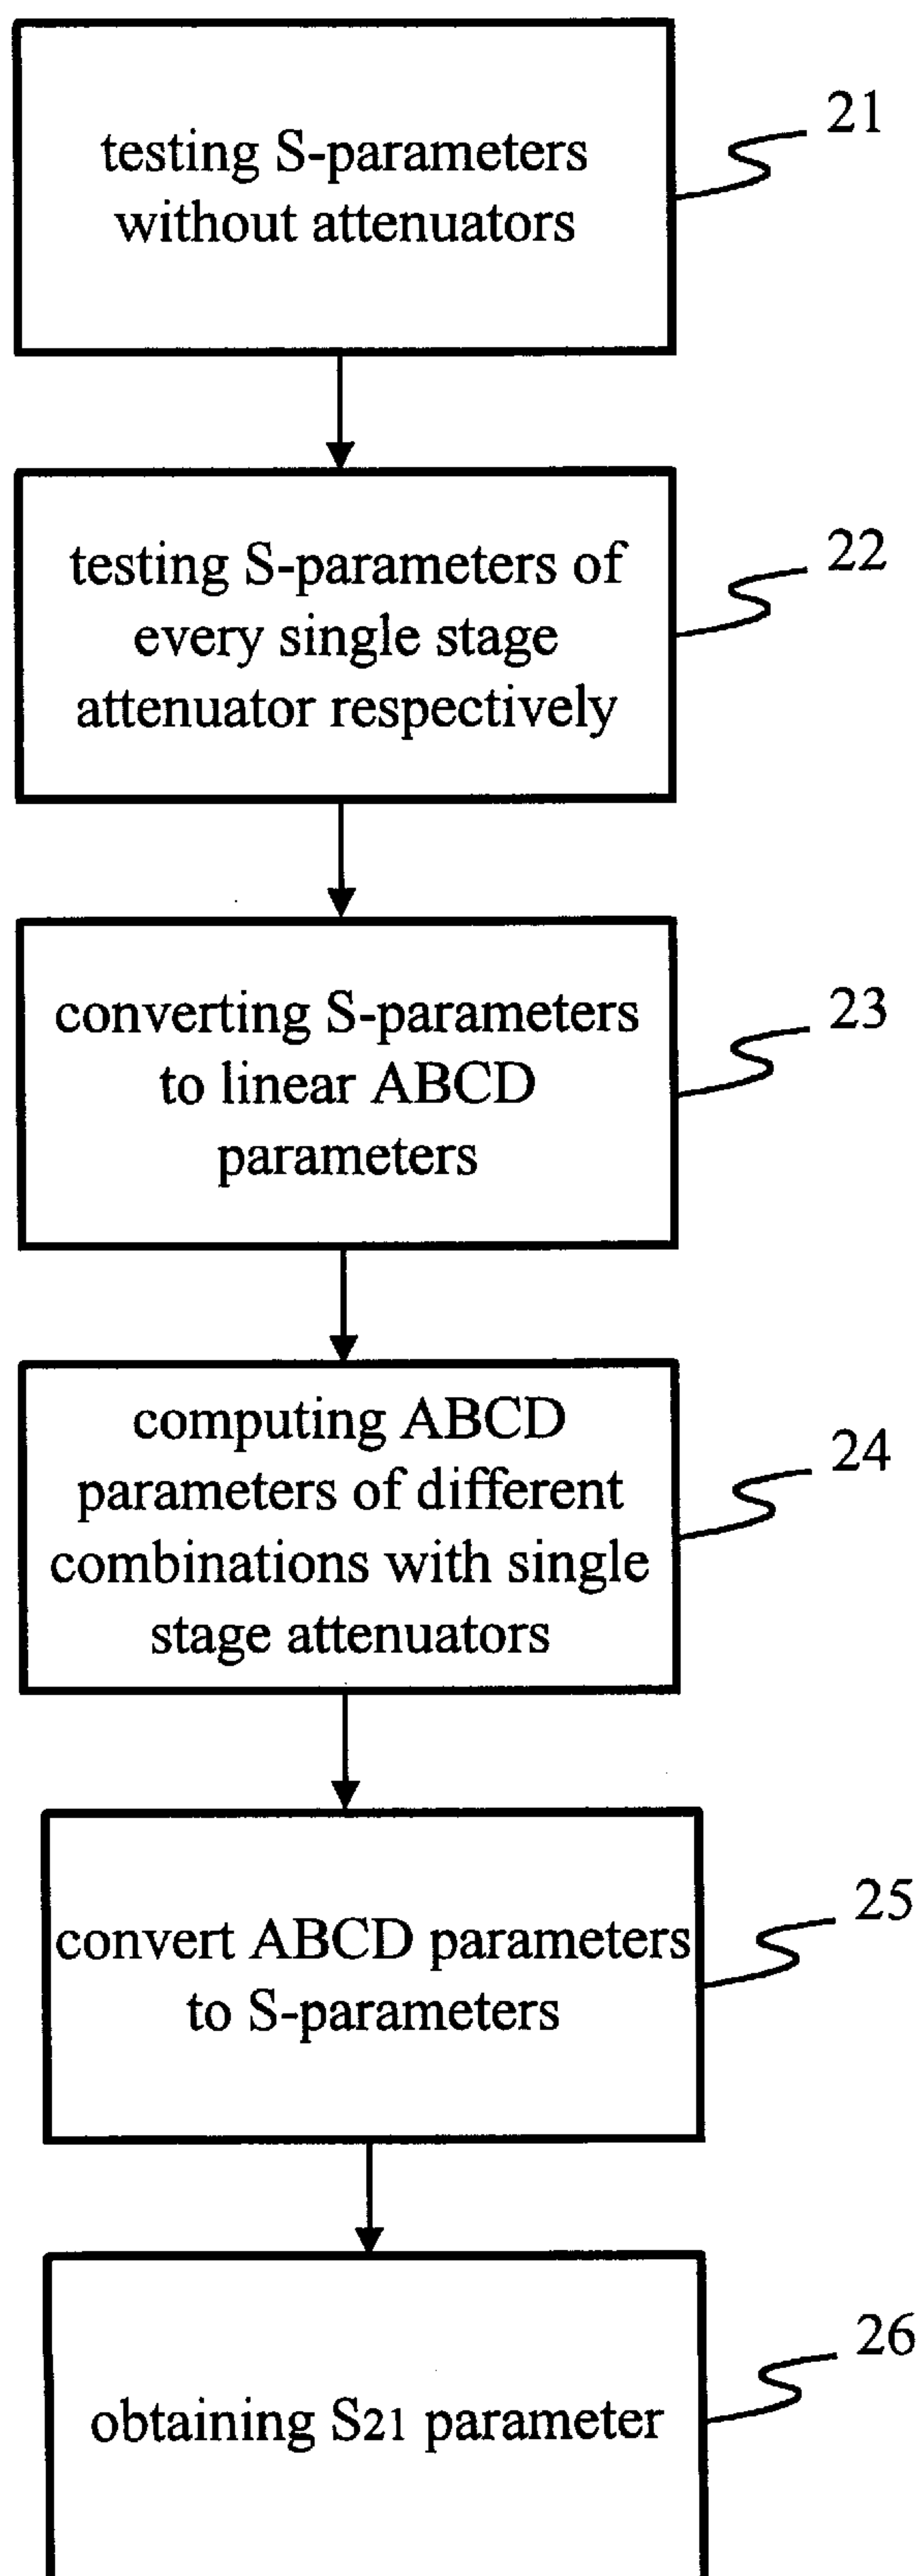 testing S-parameters
without attenuators
21
testing S-parameters of
every single stage
attenuator respectively
22
converting S-parameters
to linear ABCD
parameters
23
computing ABCD
parameters of different
combinations with single
stage attenuators
24
convert ABCD parameters
to S-parameters
25
obtaining S21 parameter
26